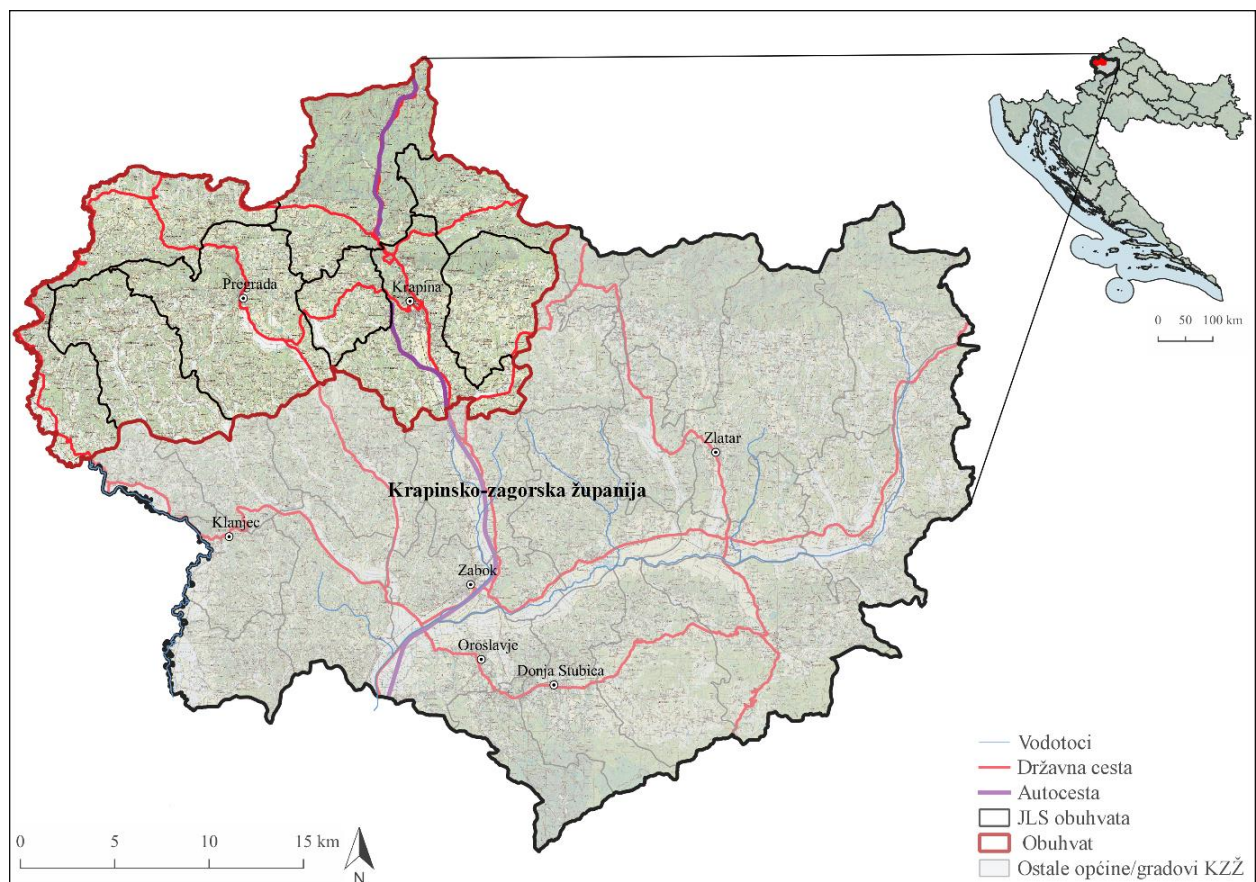 0 50 100 km
Pregrada
Krapina
Zlatar
Krapinsko-zagorska županija
Klanjec
Zabok
Oroslavje
Donja Stubica
Vodotoci
Državna cesta
Autocesta
JLS obuhvata
Obuhvat
Ostale općine/gradovi KZŽ
0 5 10 15 km
N